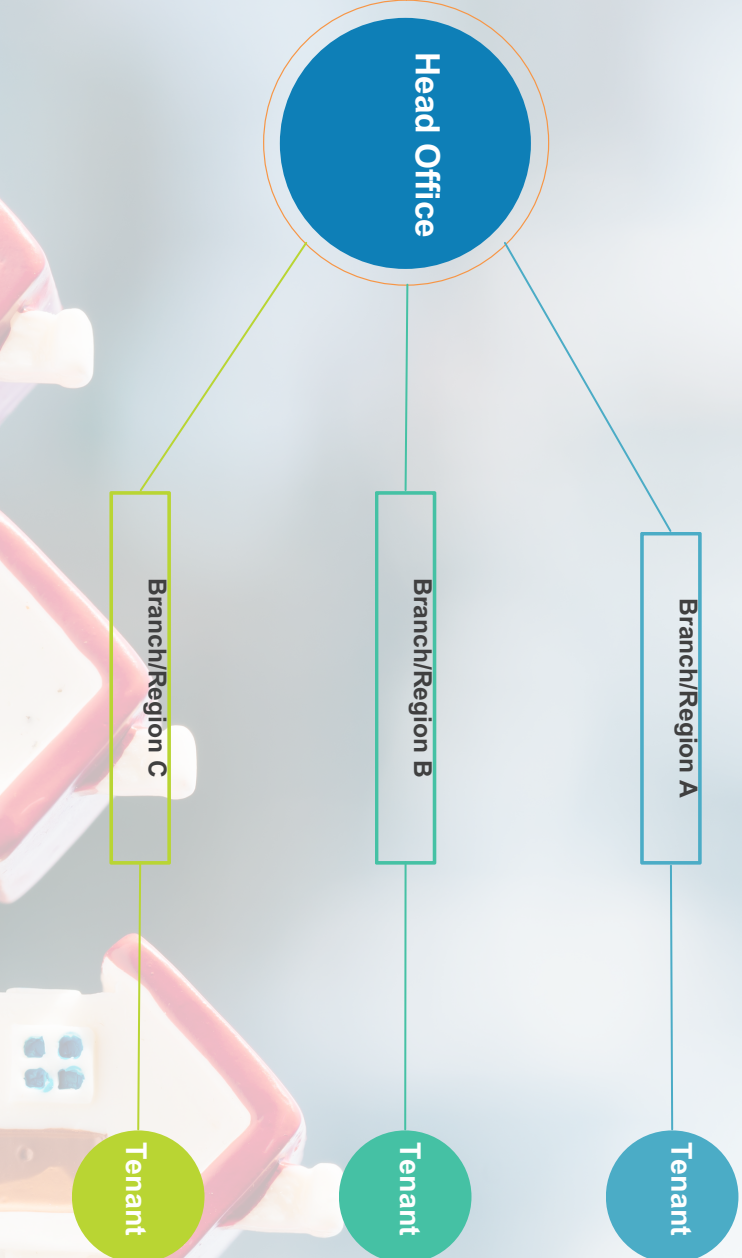 Head Office
Branch/Region A
Tenant
Branch/Region B
Tenant
Branch/Region C
Tenant